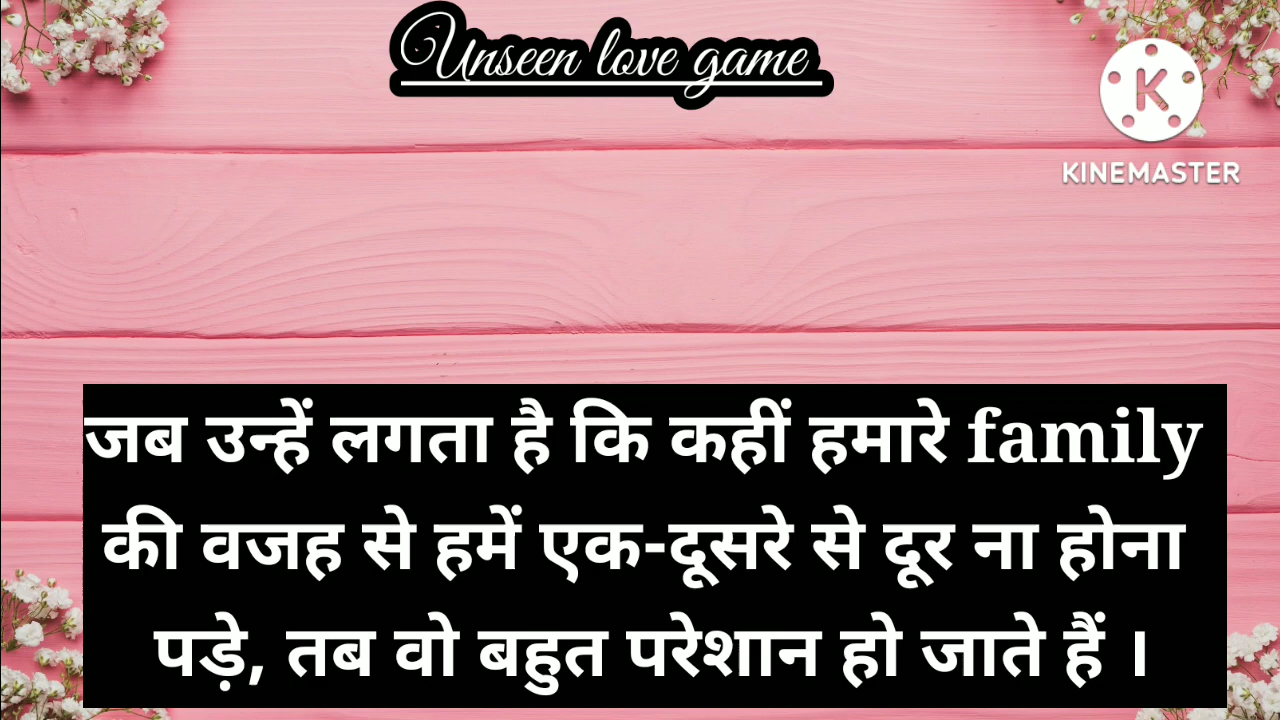 Unseen love game
K
KINEMASTER
जब उन्हें लगता है कि कहीं हमारे family
की वजह से हमें एक-दूसरे से दूर ना होना
पड़े, तब वो बहुत परेशान हो जाते हैं ।